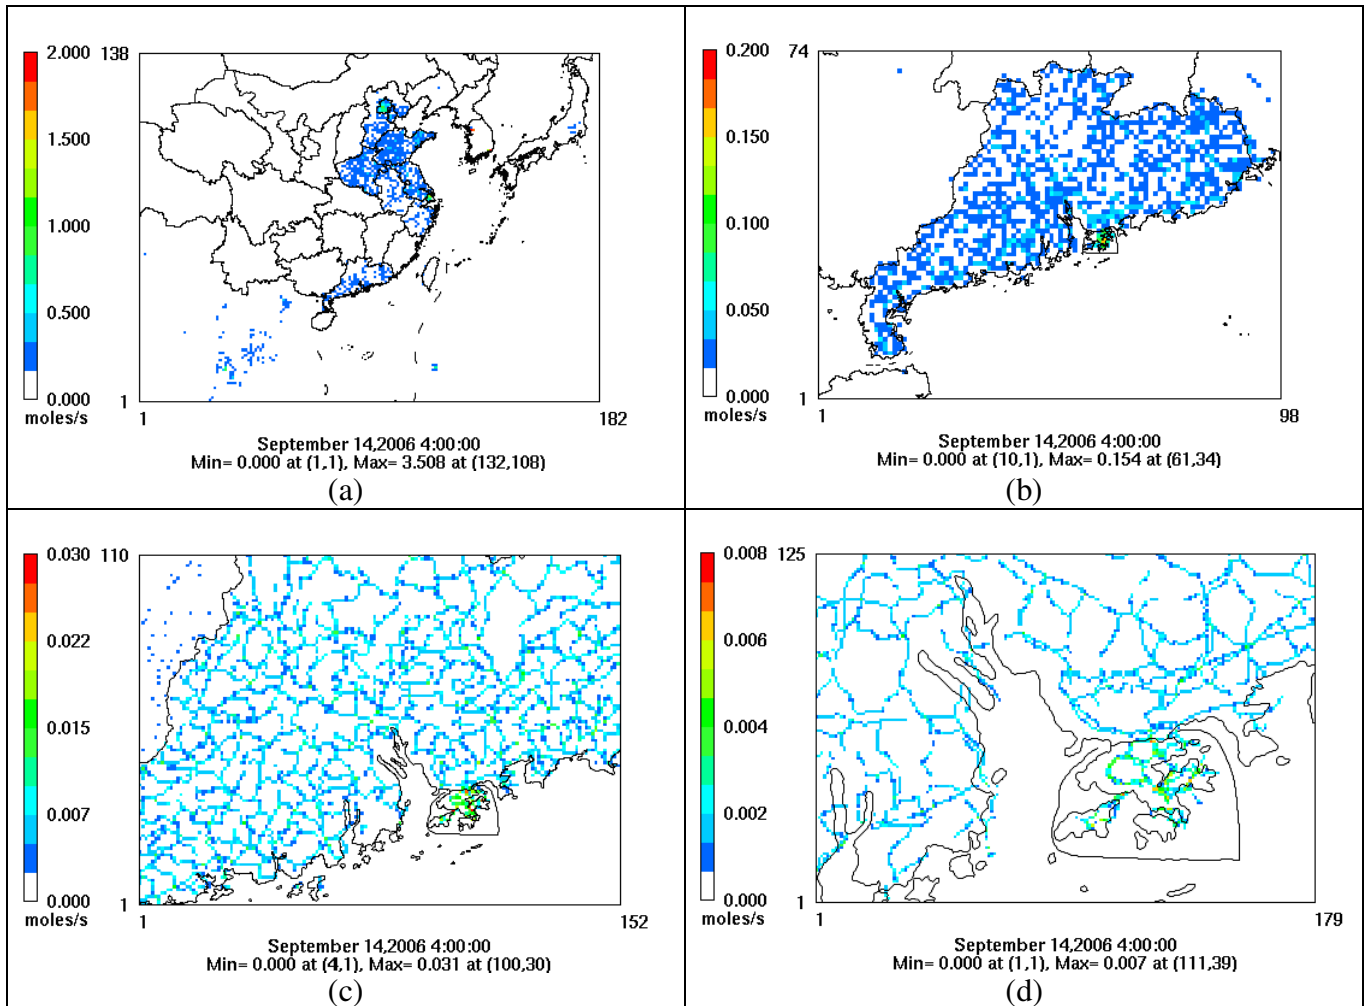 2.000
1.500
1.000
0.500
0.000
moles/s
138
1
1
182
September 14,2006 4:00:00
Min= 0.000 at (1,1), Max= 3.508 at (132,108)
(a)
0.200
0.150
0.100
0.050
0.000
moles/s
74
1
1
98
September 14,2006 4:00:00
Min= 0.000 at (10,1), Max= 0.154 at (61,34)
(b)
0.030
0.022
0.015
0.007
0.000
moles/s
110
1
1
152
September 14,2006 4:00:00
Min= 0.000 at (4,1), Max= 0.031 at (100,30)
(c)
0.008
0.006
0.004
0.002
0.000
moles/s
125
1
1
179
September 14,2006 4:00:00
Min= 0.000 at (1,1), Max= 0.007 at (111,39)
(d)